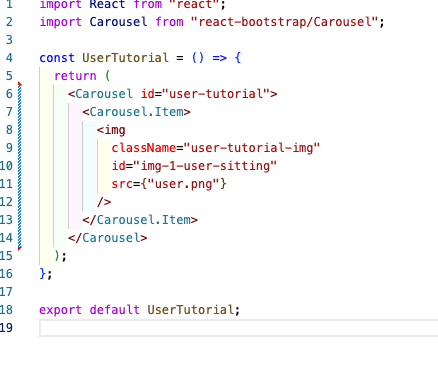 1 import React from "react";
2 import Carousel from "react-bootstrap/Carousel";
3
4 const UserTutorial = () => {
5   return (
6     <Carousel id="user-tutorial">
7       <Carousel.Item>
8         <img
9           className="user-tutorial-img"
10           id="img-1-user-sitting"
11           src={"user.png"}
12         />
13       </Carousel.Item>
14     </Carousel>
15   );
16 };
17
18 export default UserTutorial;
19